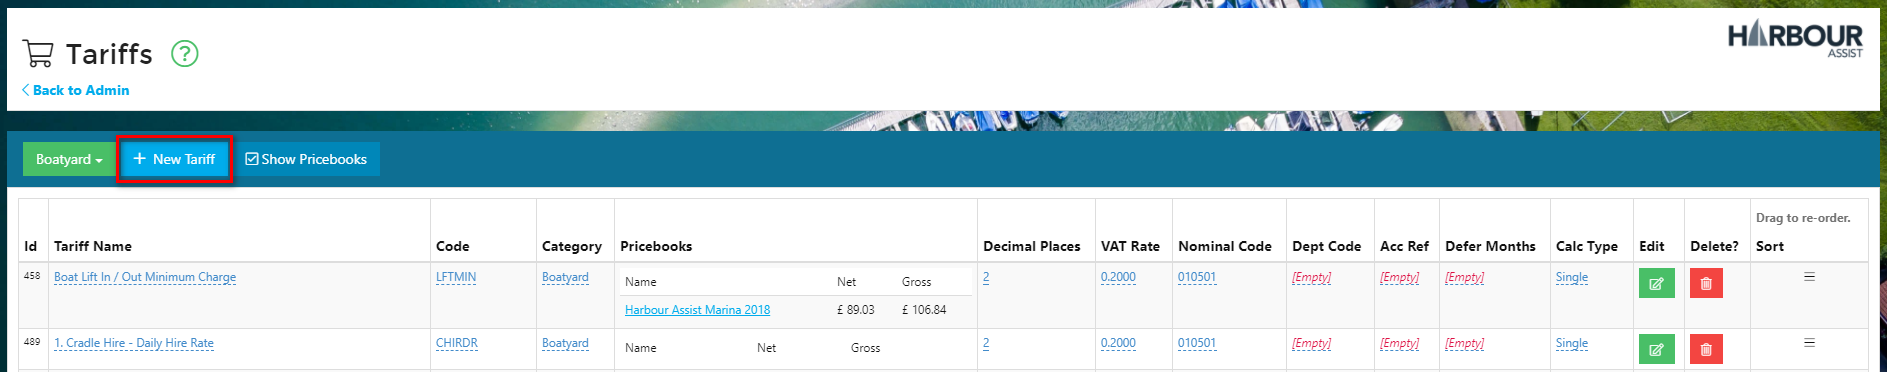 HARBOUR
ASSIST
Tariffs ?
Back to Admin
Boatyard + New Tariff Show Pricebooks
Drag to re-order.
Id Tariff Name Code Category Pricebooks Decimal Places VAT Rate Nominal Code Dept Code Acc Ref Defer Months Calc Type Edit Delete? Sort
458 Boat Lift In / Out Minimum Charge LFTMIN Boatyard Name Net Gross 2 0.2000 010501 [Empty] [Empty] [Empty] Single
Harbour Assist Marina 2018 £ 89.03 £ 106.84
489 1. Cradle Hire - Daily Hire Rate CHIRDR Boatyard Name Net Gross 2 0.2000 010501 [Empty] [Empty] [Empty] Single